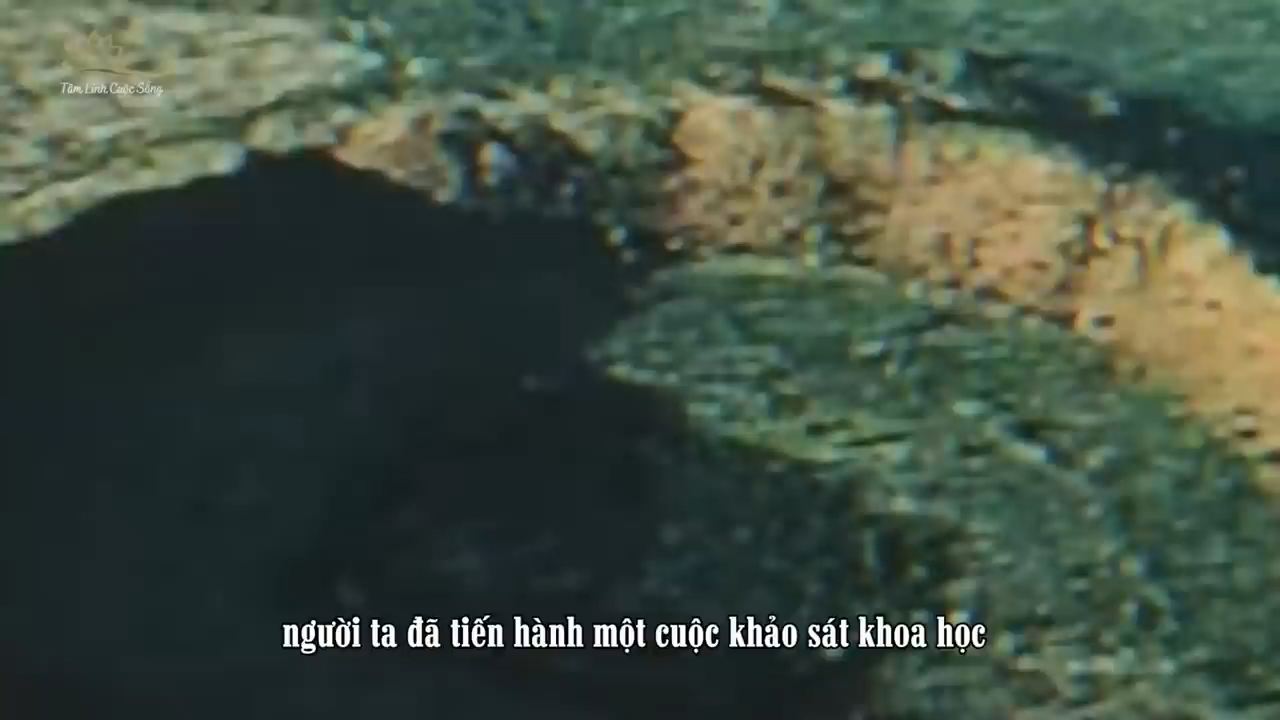 Tâm Linh Cuộc Sống
người ta đã tiến hành một cuộc khảo sát khoa học